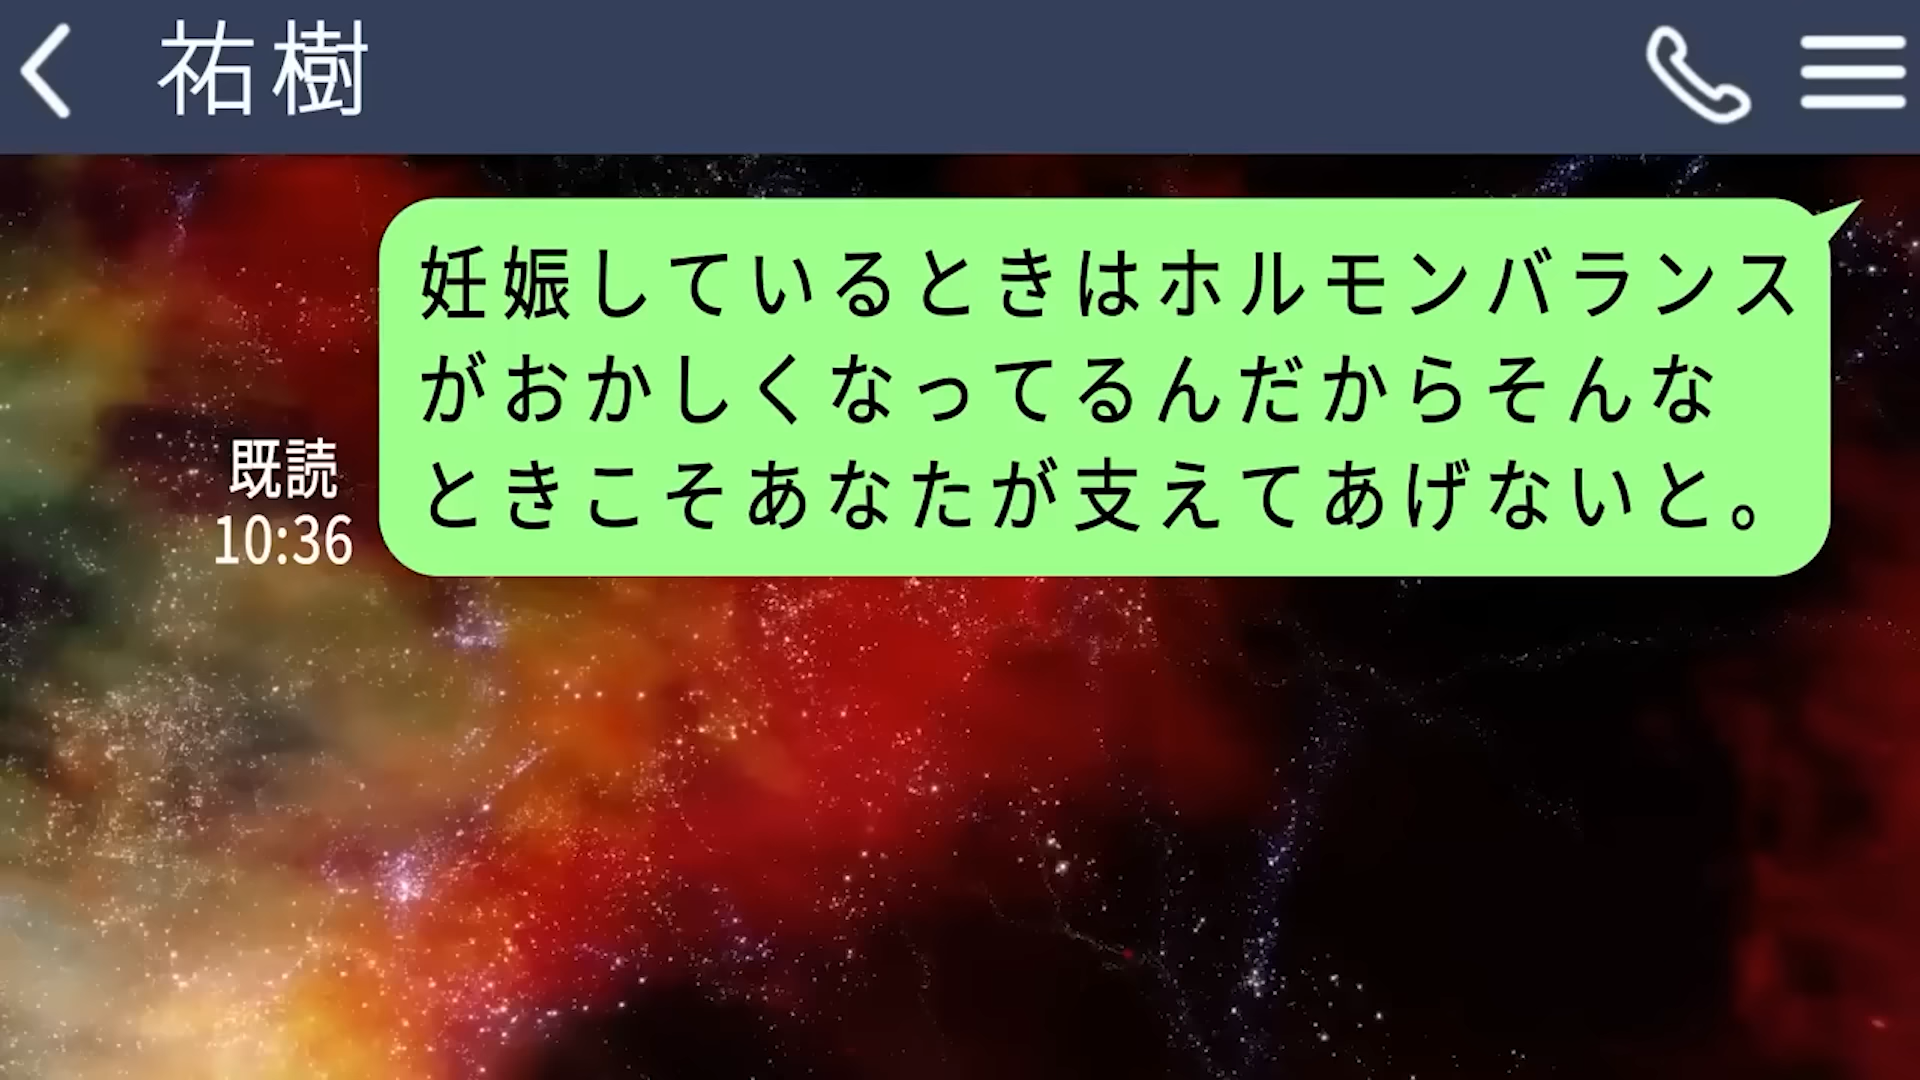 祐樹
妊娠しているときはホルモンバランス
がおかしくなってるんだからそんな
ときこそあなたが支えてあげないと。
既読
10:36